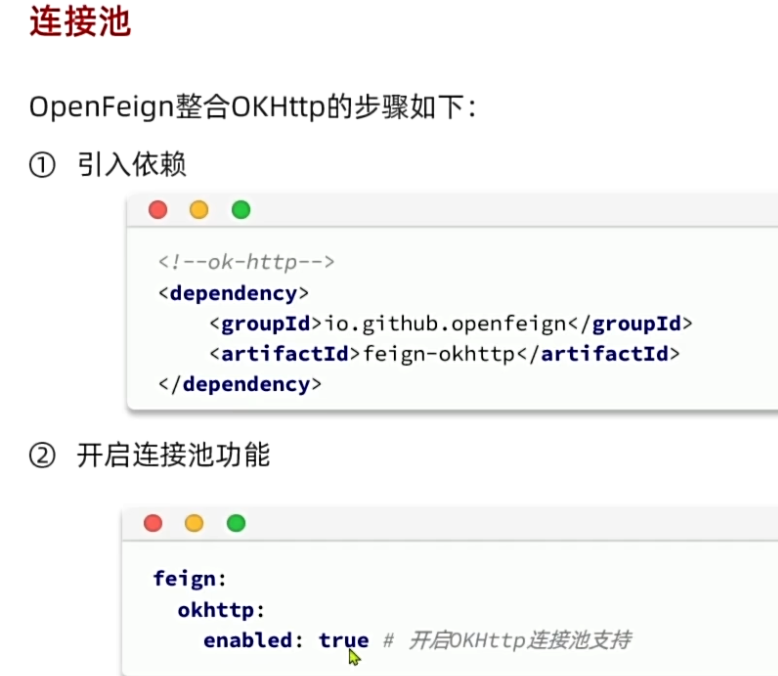 连接池
OpenFeign整合OKHttp的步骤如下：
① 引入依赖
<!--ok-http-->
<dependency>
    <groupId>io.github.openfeign</groupId>
    <artifactId>feign-okhttp</artifactId>
</dependency>
② 开启连接池功能
feign:
  okhttp:
    enabled: true # 开启OKHttp连接池支持